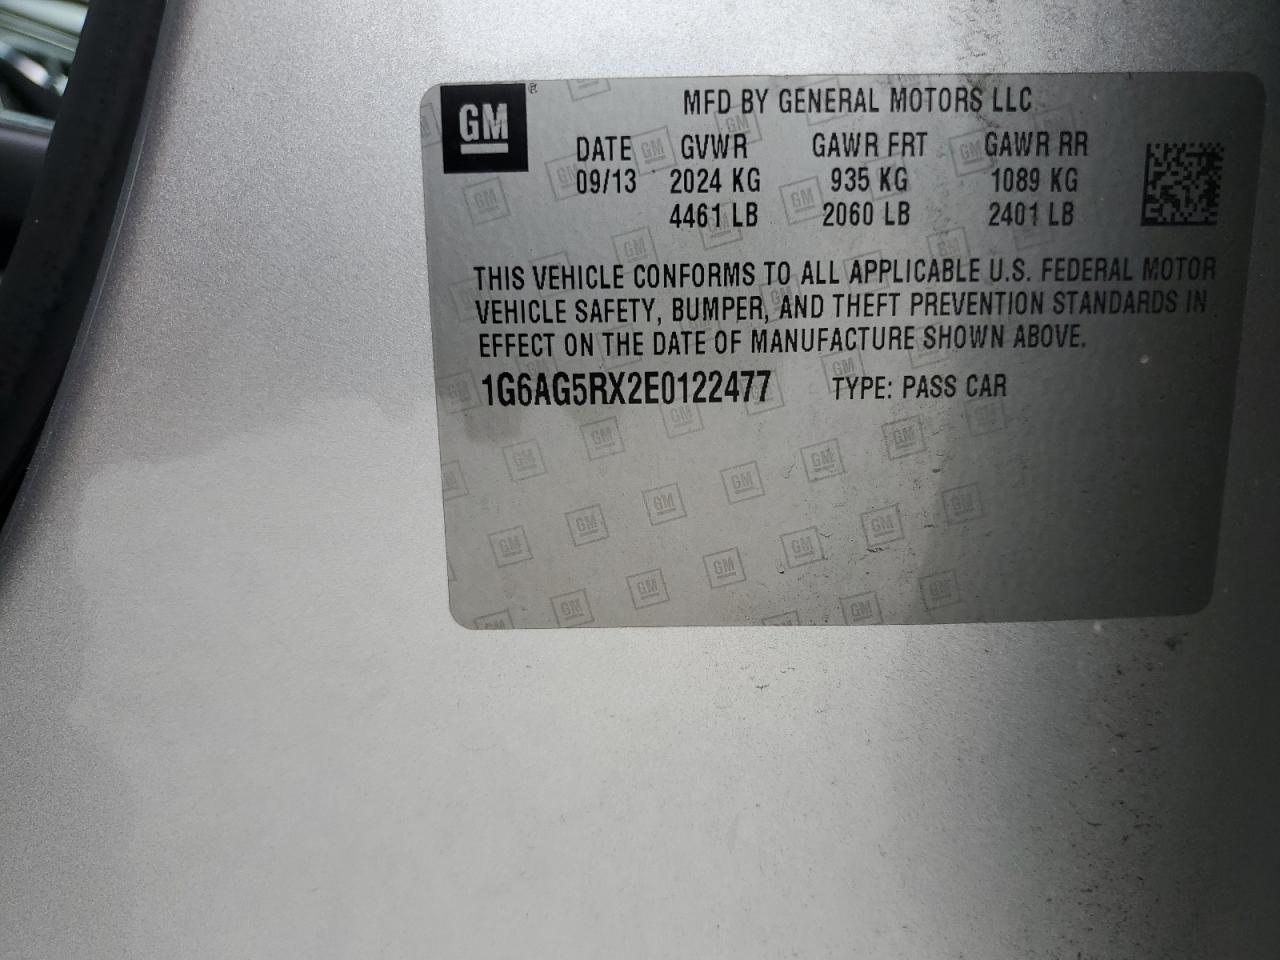 GM
MFD BY GENERAL MOTORS LLC
DATE GVWR GAWR FRT GAWR RR
09/13 2024 KG 935 KG 1089 KG
4461 LB 2060 LB 2401 LB
THIS VEHICLE CONFORMS TO ALL APPLICABLE U.S. FEDERAL MOTOR
VEHICLE SAFETY, BUMPER, AND THEFT PREVENTION STANDARDS IN
EFFECT ON THE DATE OF MANUFACTURE SHOWN ABOVE.
1G6AG5RX2E0122477 TYPE: PASS CAR